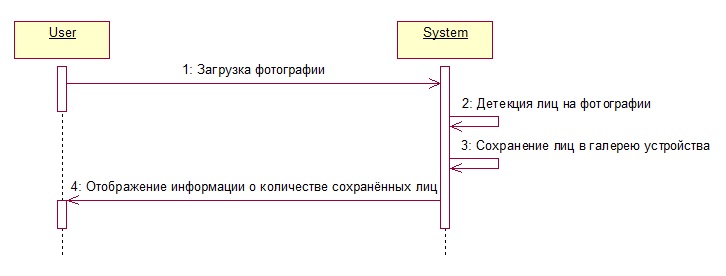 User
System
1: Загрузка фотографии
2: Детекция лиц на фотографии
3: Сохранение лиц в галерею устройства
4: Отображение информации о количестве сохранённых лиц